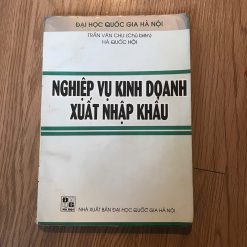 ĐẠI HỌC QUỐC GIA HÀ NỘI
TRẦN VĂN CHU (Chủ biên)
HÀ QUỐC HỘI
NGHIỆP VỤ KINH DOANH
XUẤT NHẬP KHẨU
NHÀ XUẤT BẢN ĐẠI HỌC QUỐC GIA HÀ NỘI